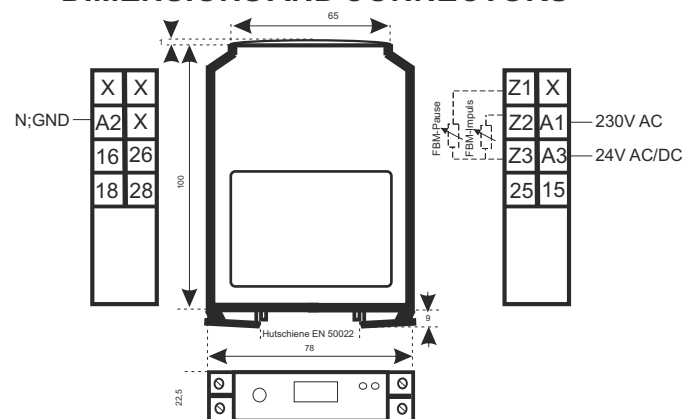 DIMENSIONS AND CONNECTORS
65
1
X X
N;GND A2 X
16 26
18 28
100
FBM-Pause
FBM-Impuls
Z1 X
Z2 A1 230V AC
Z3 A3 24V AC/DC
25 15
9
Hutschiene EN 50022
78
22,5